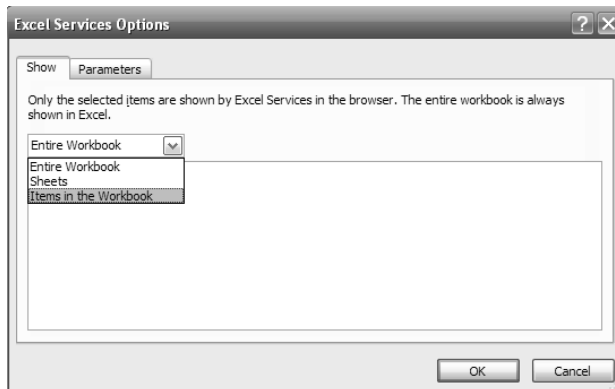 Excel Services Options
Show
Parameters
Only the selected items are shown by Excel Services in the browser. The entire workbook is always
shown in Excel.
Entire Workbook
Entire Workbook
Sheets
Items in the Workbook
OK
Cancel